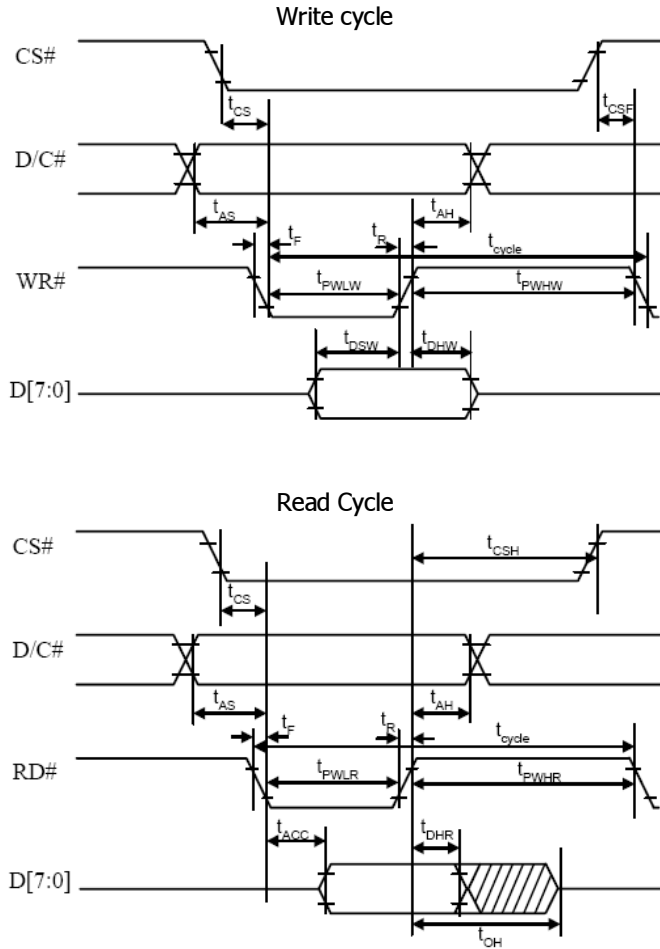 Write cycle
CS#
tCS
tCSF
D/C#
tAS
tAH
tF
tR
tcycle
WR#
tPWLW
tPWHW
tDSW
tDHW
D[7:0]
Read Cycle
CS#
tCSH
tCS
D/C#
tAS
tAH
tF
tR
tcycle
RD#
tPWLR
tPWHR
tACC
tDHR
D[7:0]
tOH